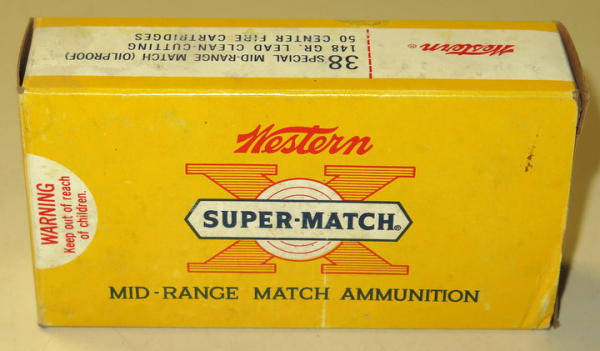 38 SPECIAL MID-RANGE MATCH (OILPROOF)
148 GR. LEAD CLEAN-CUTTING
50 CENTER FIRE CARTRIDGES
Western®
Western
X
SUPER-MATCH®
MID-RANGE MATCH AMMUNITION
WARNING
Keep out of reach
of children.